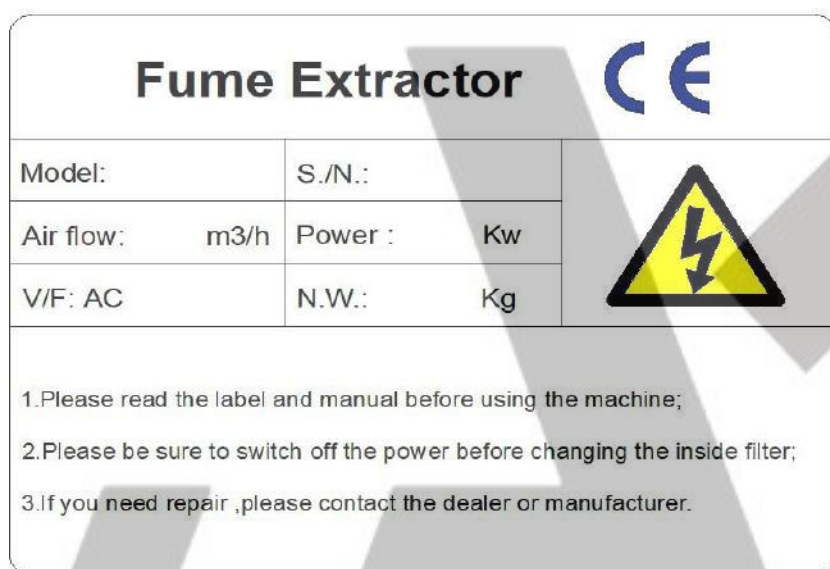 Fume Extractor CE
Model: S./N.:
Air flow: m3/h Power : Kw
V/F: AC N.W.: Kg
1.Please read the label and manual before using the machine;
2.Please be sure to switch off the power before changing the inside filter;
3.If you need repair ,please contact the dealer or manufacturer.